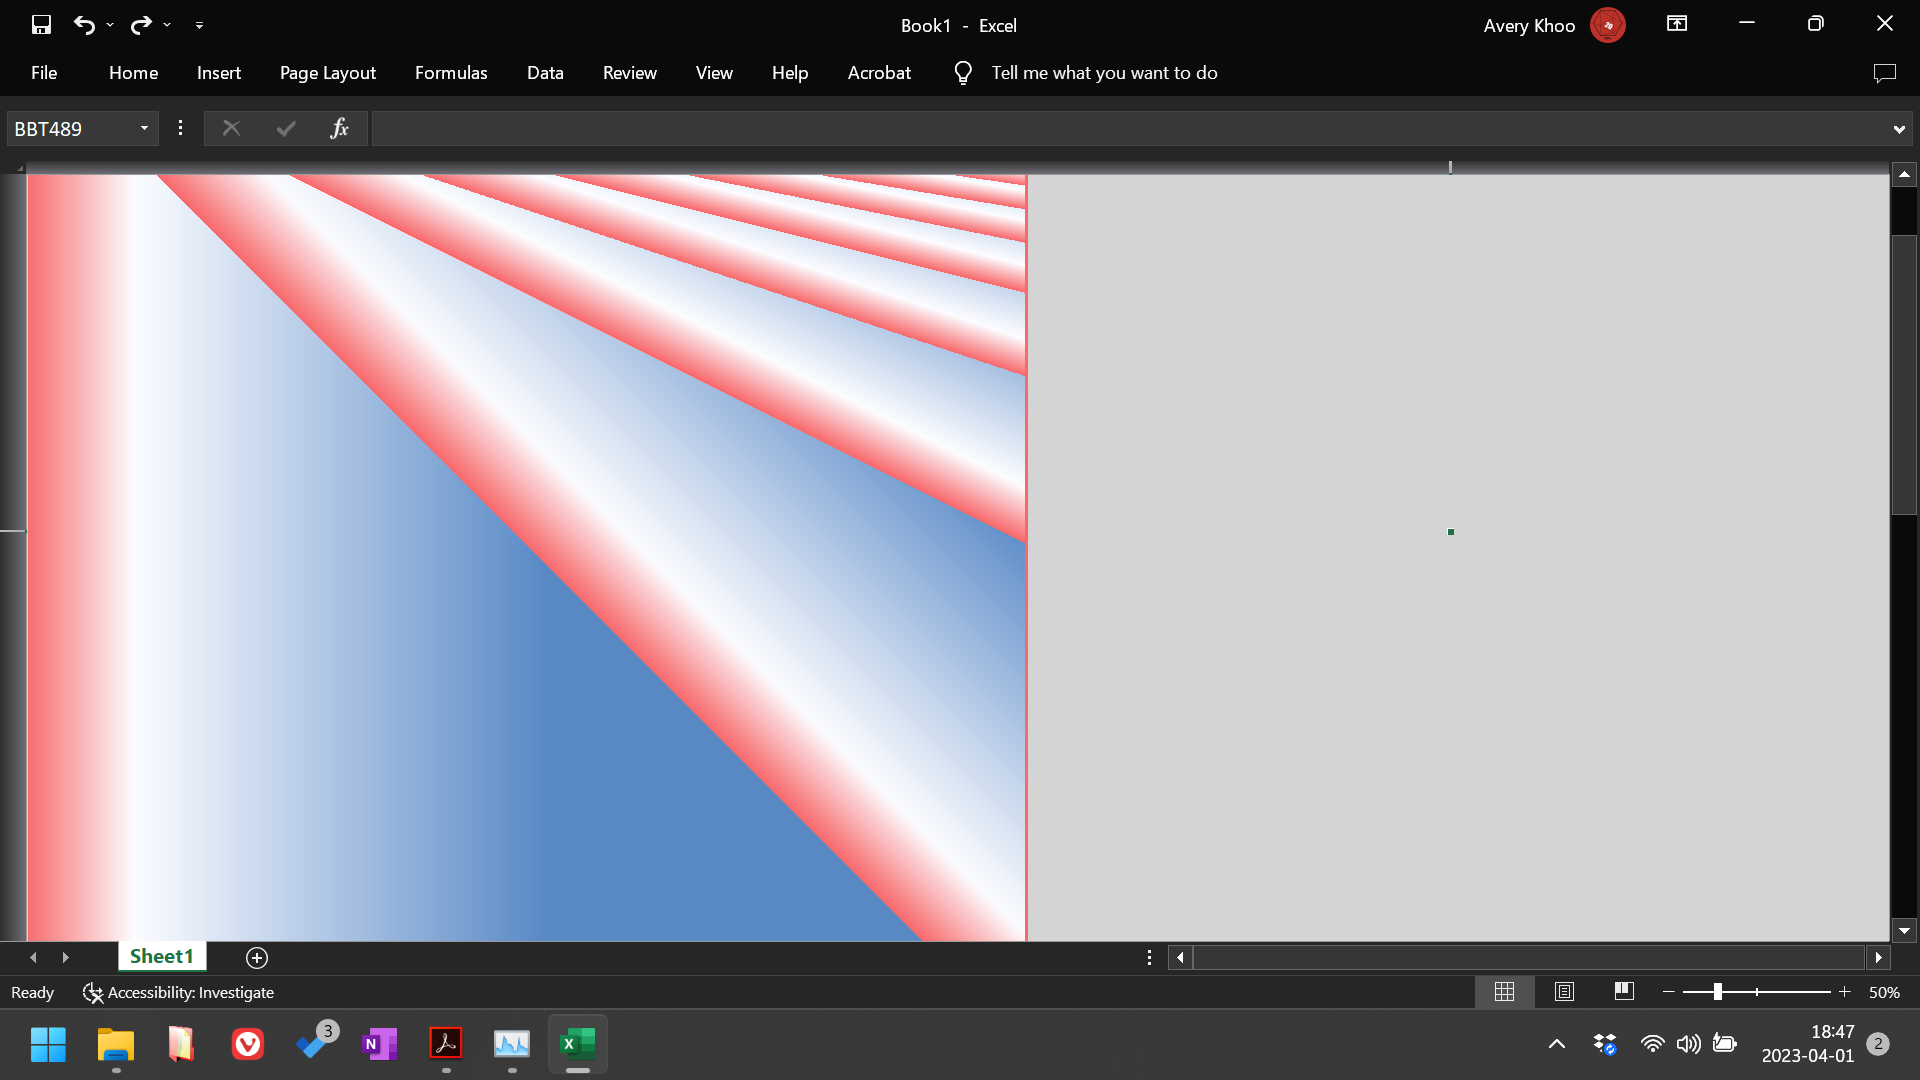 Book1 - Excel
Avery Khoo
File Home Insert Page Layout Formulas Data Review View Help Acrobat Tell me what you want to do
BBT489
fx
Sheet1
Ready Accessibility: Investigate
50%
3
N
X
18:47
2023-04-01
2